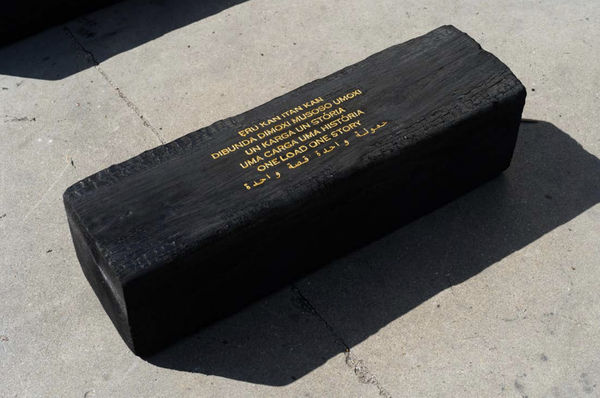 ERU KAN ITAN KAN
DIBUNDA DIMOXI MUSOSO UMOXI
UN KARGA UN STÓRIA
UMA CARGA UMA HISTÓRIA
ONE LOAD ONE STORY
حمولة واحدة قصة واحدة